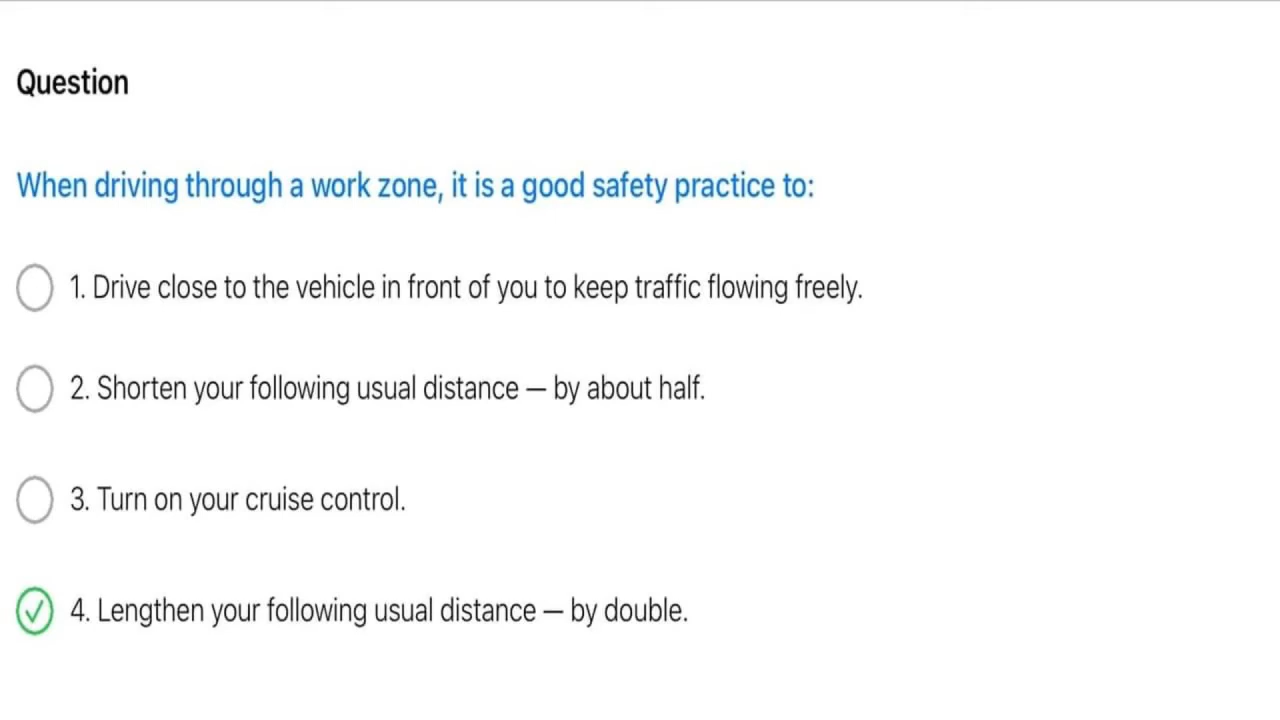 Question
When driving through a work zone, it is a good safety practice to:
1. Drive close to the vehicle in front of you to keep traffic flowing freely.
2. Shorten your following usual distance — by about half.
3. Turn on your cruise control.
4. Lengthen your following usual distance — by double.